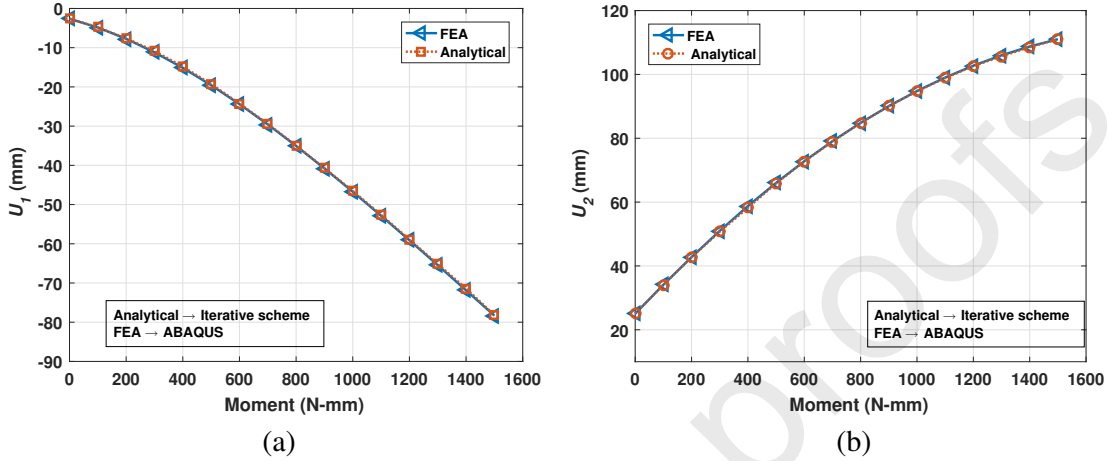 0
-10
-20
-30
-40
-50
-60
-70
-80
-90
U1 (mm)
FEA
Analytical
Analytical → Iterative scheme
FEA → ABAQUS
0 200 400 600 800 1000 1200 1400 1600
Moment (N-mm)
(a)
120
100
80
60
40
20
U2 (mm)
FEA
Analytical
Analytical → Iterative scheme
FEA → ABAQUS
0 200 400 600 800 1000 1200 1400 1600
Moment (N-mm)
(b)
proofs